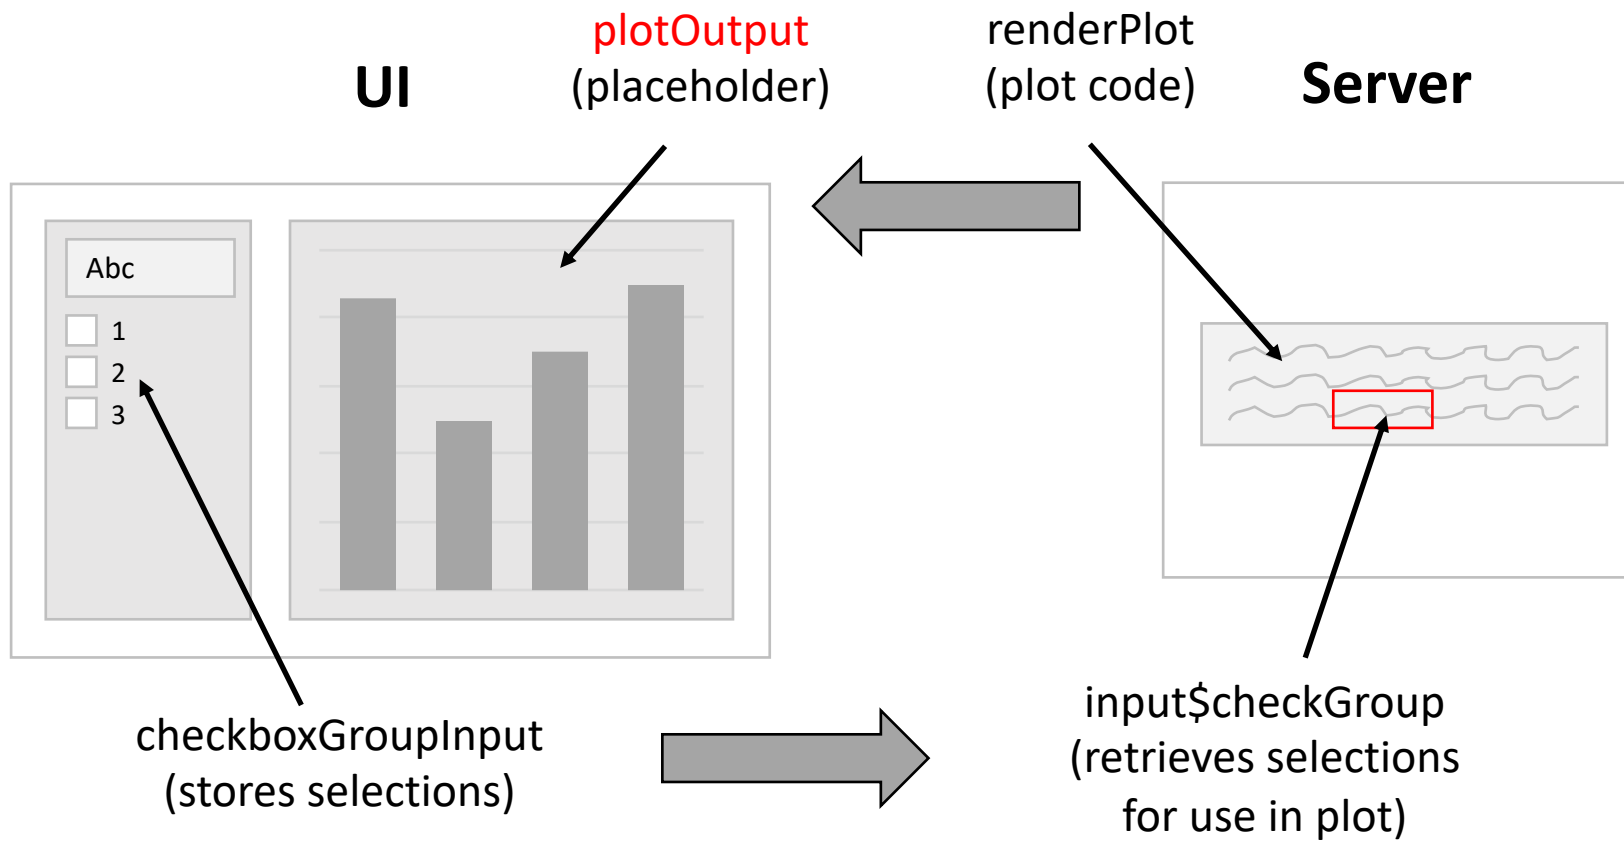 UI
plotOutput
(placeholder)
renderPlot
(plot code)
Server
Abc
1
2
3
checkboxGroupInput
(stores selections)
input$checkGroup
(retrieves selections
for use in plot)